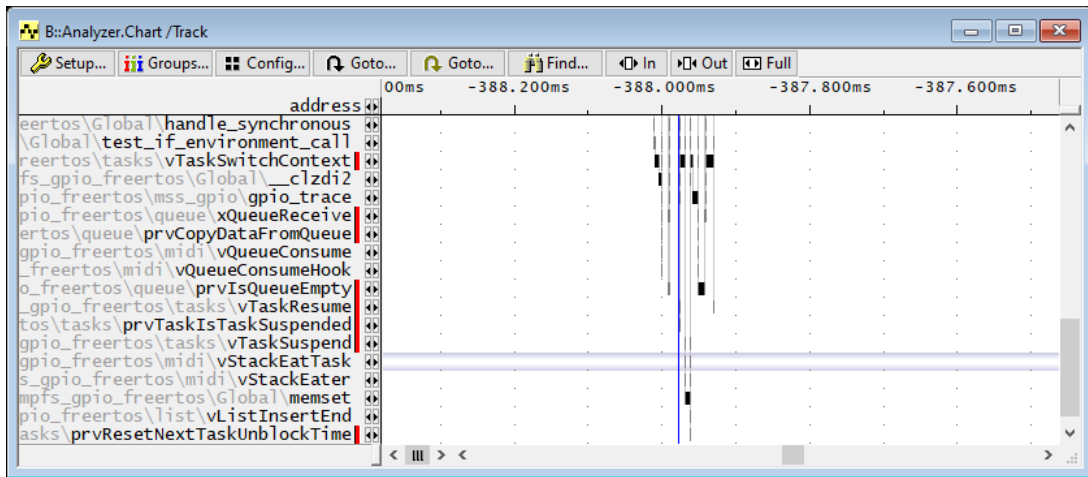 B::Analyzer.Chart /Track
Setup... Groups... Config... Goto... Goto... Find... In Out Full
00ms -388.200ms -388.000ms -387.800ms -387.600ms
address
eertos\Global\handle_synchronous
\Global\test_if_environment_call
reertos\tasks\vTaskSwitchContext
fs_gpio_freertos\Global\__clzdi2
pio_freertos\mss_gpio\gpio_trace
pio_freertos\queue\xQueueReceive
ertos\queue\prvCopyDataFromQueue
gpio_freertos\midi\vQueueConsume
_freertos\midi\vQueueConsumeHook
o_freertos\queue\prvIsQueueEmpty
_gpio_freertos\tasks\vTaskResume
tos\tasks\prvTaskIsTaskSuspended
gpio_freertos\tasks\vTaskSuspend
gpio_freertos\midi\vStackEatTask
s_gpio_freertos\midi\vStackEater
mpfs_gpio_freertos\Global\memset
pio_freertos\list\vListInsertEnd
asks\prvResetNextTaskUnblockTime